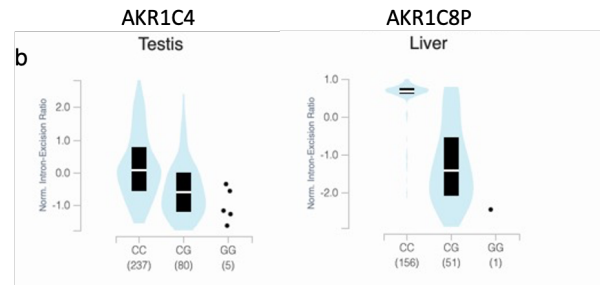 AKR1C4
Testis
AKR1C8P
Liver
b
Norm. Intron-Excision Ratio
2.0
1.0
0.0
-1.0
CC
CG
GG
(237)
(80)
(5)
Norm. Intron-Excision Ratio
1.0
0.0
-1.0
-2.0
CC
CG
GG
(156)
(51)
(1)